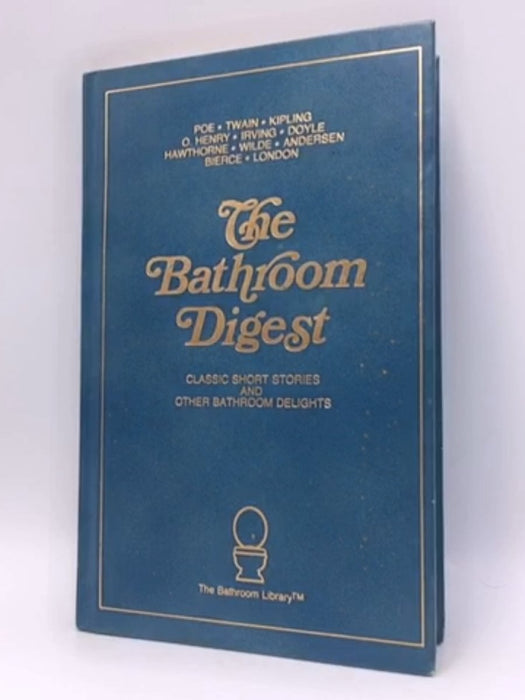 POE • TWAIN • KIPLING
O. HENRY • IRVING • DOYLE
HAWTHORNE • WILDE • ANDERSEN
BIERCE • LONDON
The
Bathroom
Digest
CLASSIC SHORT STORIES
AND
OTHER BATHROOM DELIGHTS
The Bathroom Library™